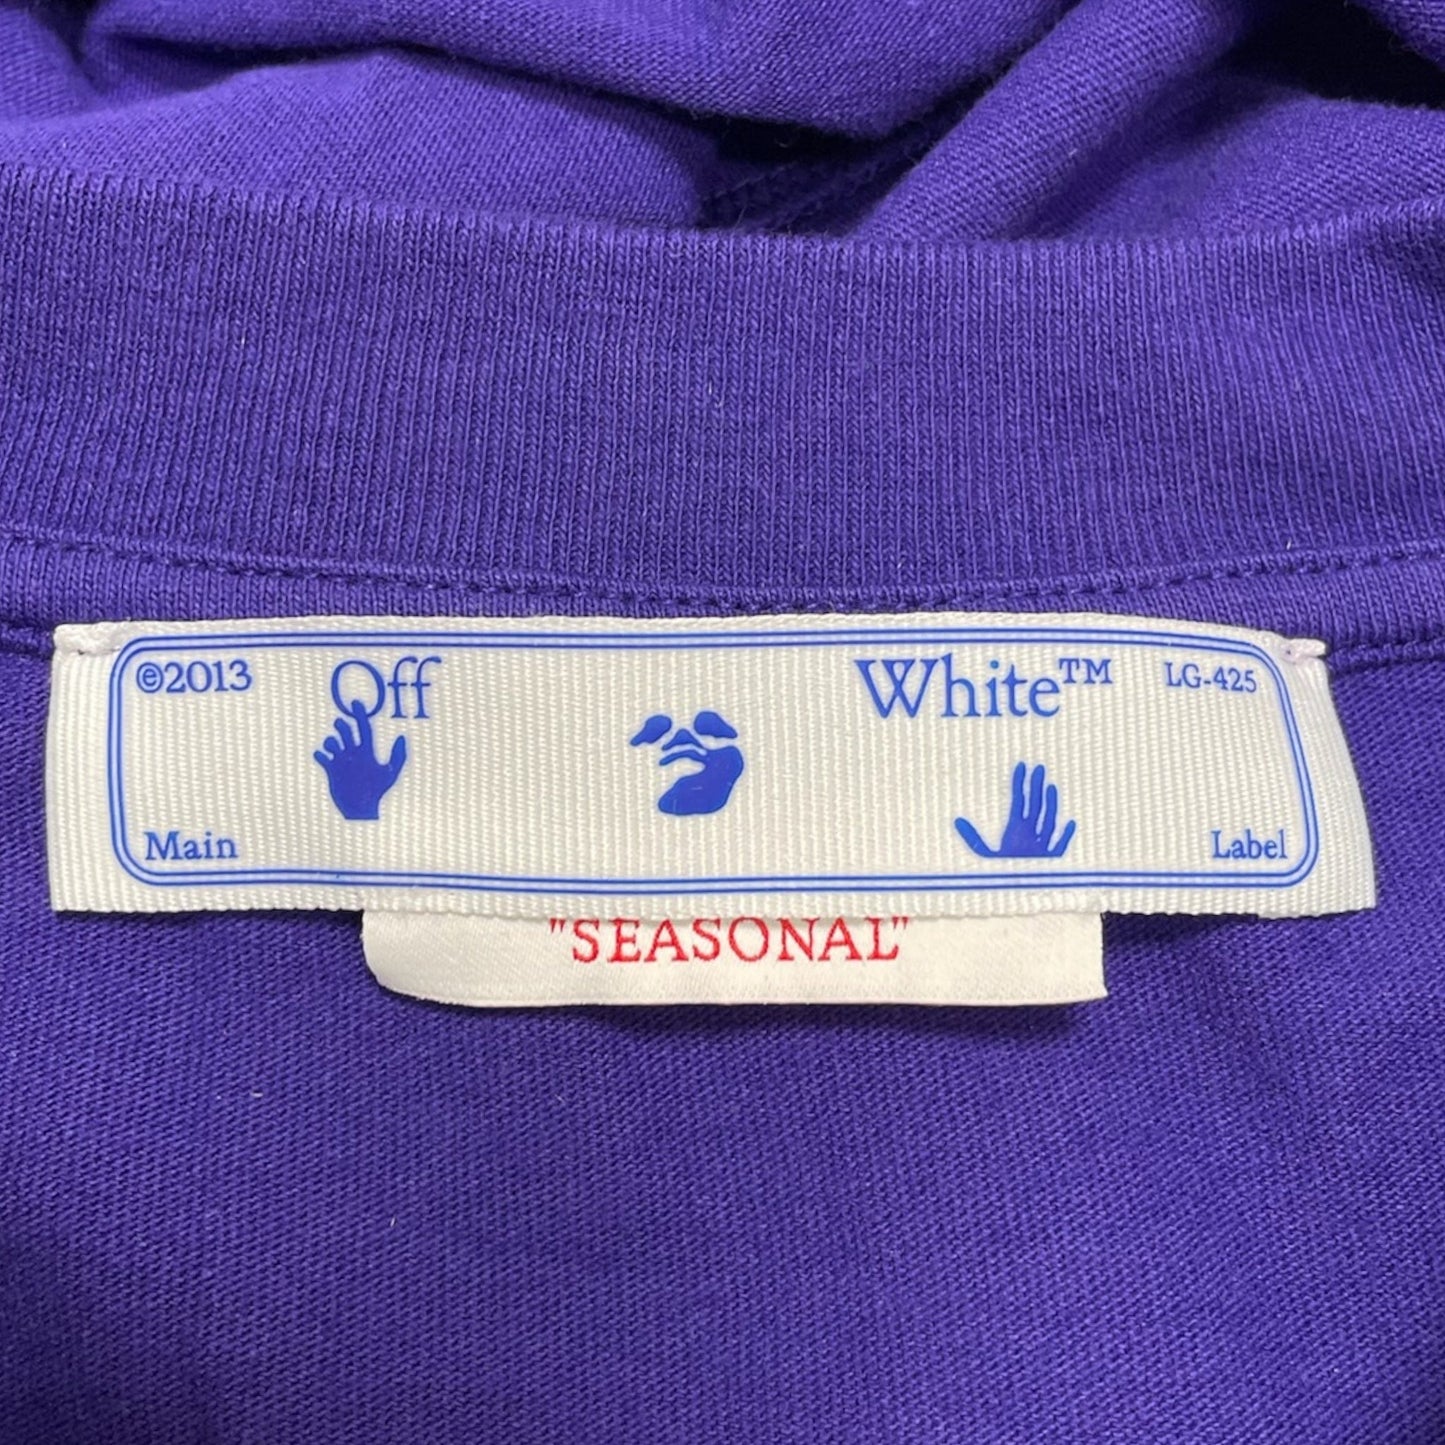 ©2013 Off White™ LG-425
Main Label
"SEASONAL"